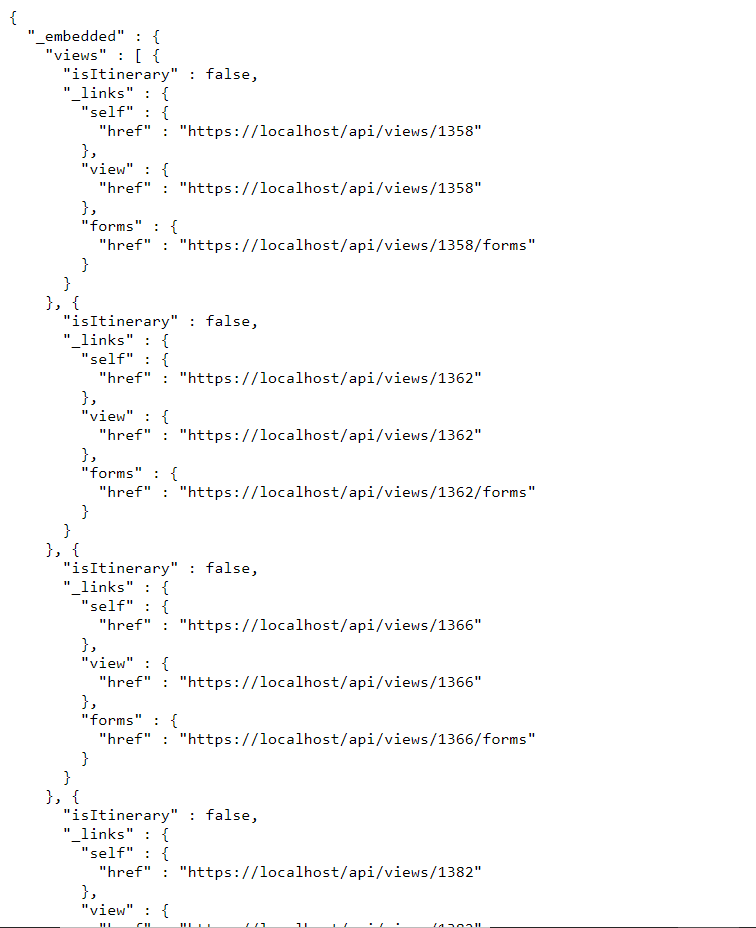 {
  "_embedded" : {
    "views" : [ {
      "isItinerary" : false,
      "_links" : {
        "self" : {
          "href" : "https://localhost/api/views/1358"
        },
        "view" : {
          "href" : "https://localhost/api/views/1358"
        },
        "forms" : {
          "href" : "https://localhost/api/views/1358/forms"
        }
      }
    }, {
      "isItinerary" : false,
      "_links" : {
        "self" : {
          "href" : "https://localhost/api/views/1362"
        },
        "view" : {
          "href" : "https://localhost/api/views/1362"
        },
        "forms" : {
          "href" : "https://localhost/api/views/1362/forms"
        }
      }
    }, {
      "isItinerary" : false,
      "_links" : {
        "self" : {
          "href" : "https://localhost/api/views/1366"
        },
        "view" : {
          "href" : "https://localhost/api/views/1366"
        },
        "forms" : {
          "href" : "https://localhost/api/views/1366/forms"
        }
      }
    }, {
      "isItinerary" : false,
      "_links" : {
        "self" : {
          "href" : "https://localhost/api/views/1382"
        },
        "view" : {